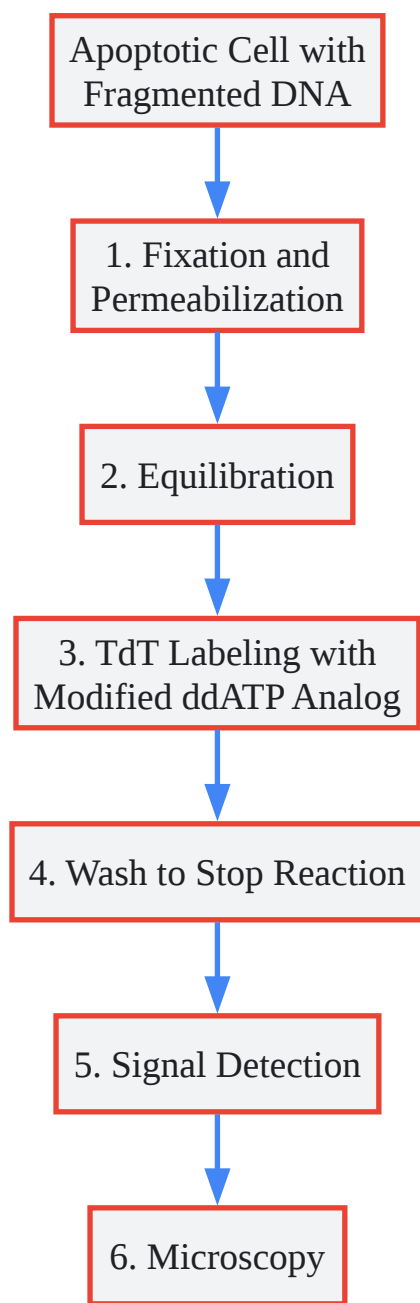 Apoptotic Cell with
Fragmented DNA
1. Fixation and
Permeabilization
2. Equilibration
3. TdT Labeling with
Modified ddATP Analog
4. Wash to Stop Reaction
5. Signal Detection
6. Microscopy